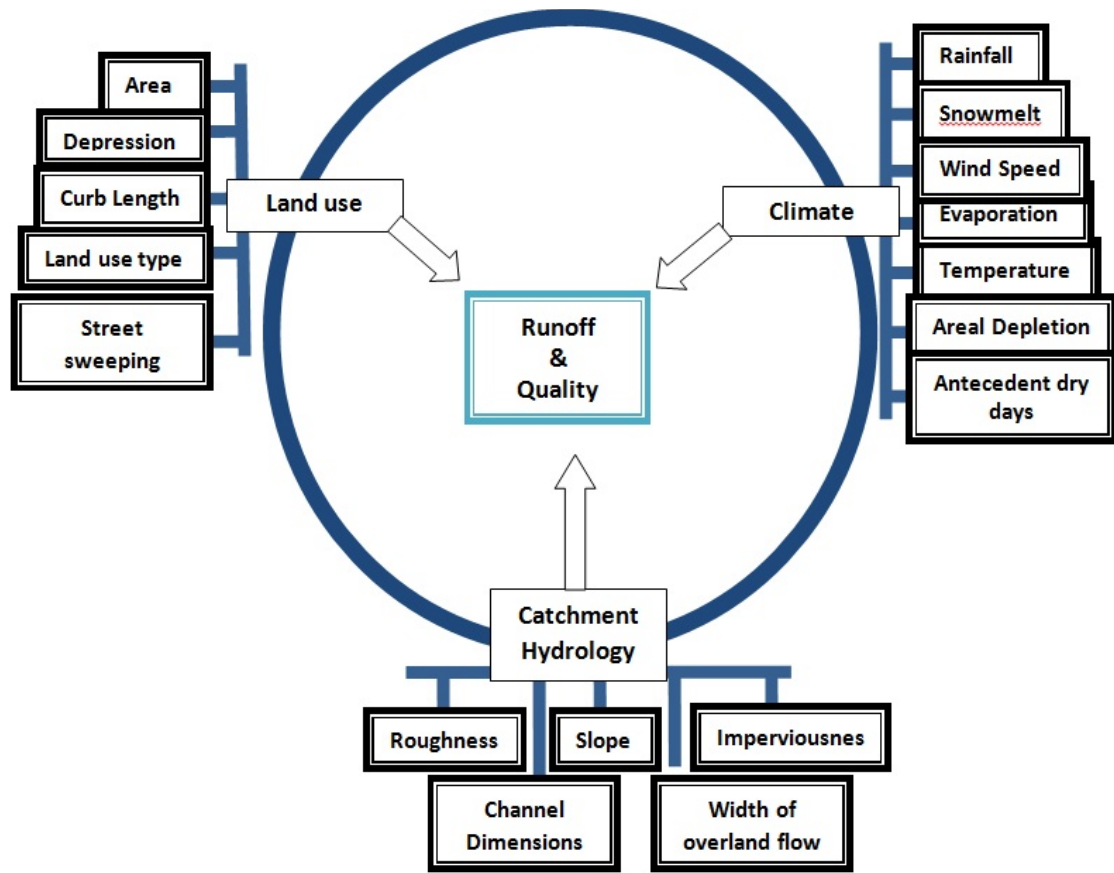 Area
Depression
Curb Length
Land use type
Street
sweeping
Land use
Rainfall
Snowmelt
Wind Speed
Evaporation
Temperature
Areal Depletion
Antecedent dry
days
Climate
Runoff
&
Quality
Catchment
Hydrology
Roughness
Slope
Imperviousnes
Channel
Dimensions
Width of
overland flow